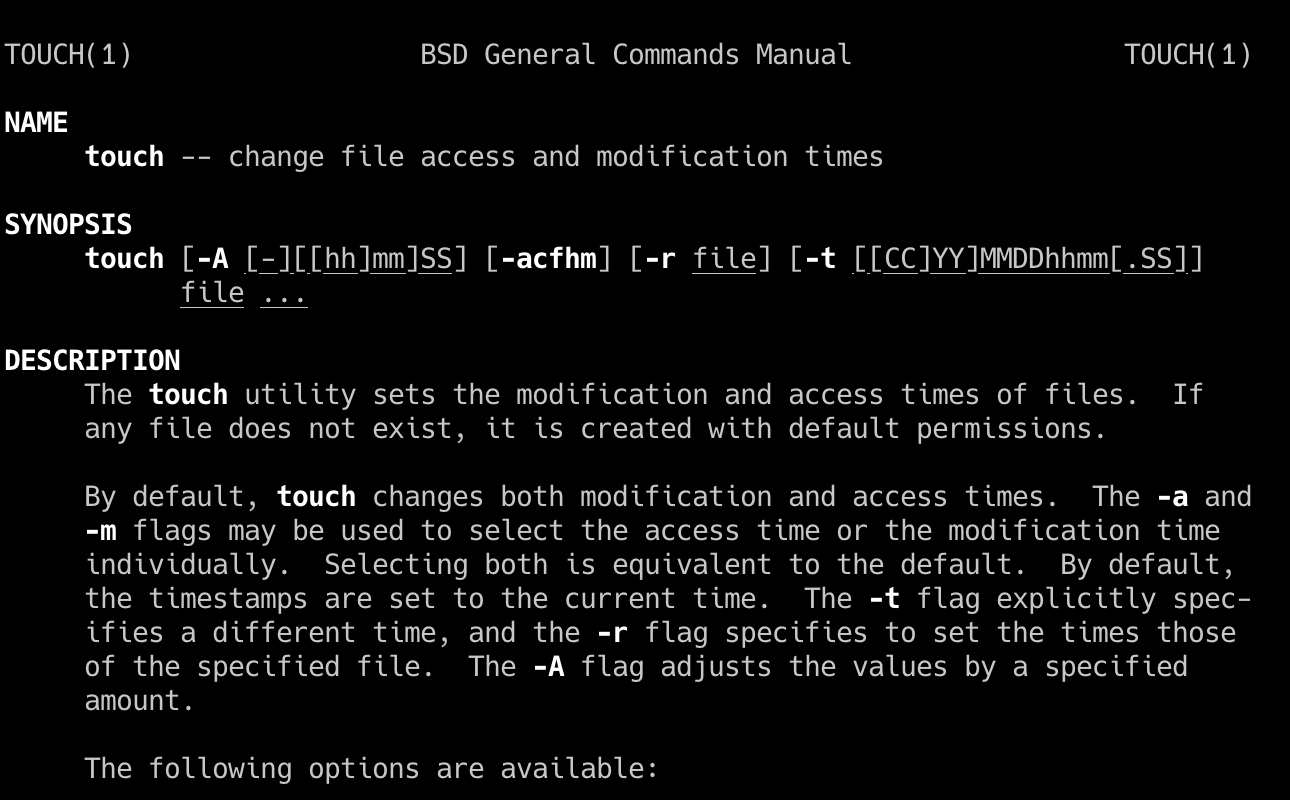 TOUCH(1) BSD General Commands Manual TOUCH(1)
NAME
touch -- change file access and modification times
SYNOPSIS
touch [-A [-][[hh]mm]SS] [-acfhm] [-r file] [-t [[CC]YY]MMDDhhmm[.SS]]
file ...
DESCRIPTION
The touch utility sets the modification and access times of files. If
any file does not exist, it is created with default permissions.
By default, touch changes both modification and access times. The -a and
-m flags may be used to select the access time or the modification time
individually. Selecting both is equivalent to the default. By default,
the timestamps are set to the current time. The -t flag explicitly spec-
ifies a different time, and the -r flag specifies to set the times those
of the specified file. The -A flag adjusts the values by a specified
amount.
The following options are available: